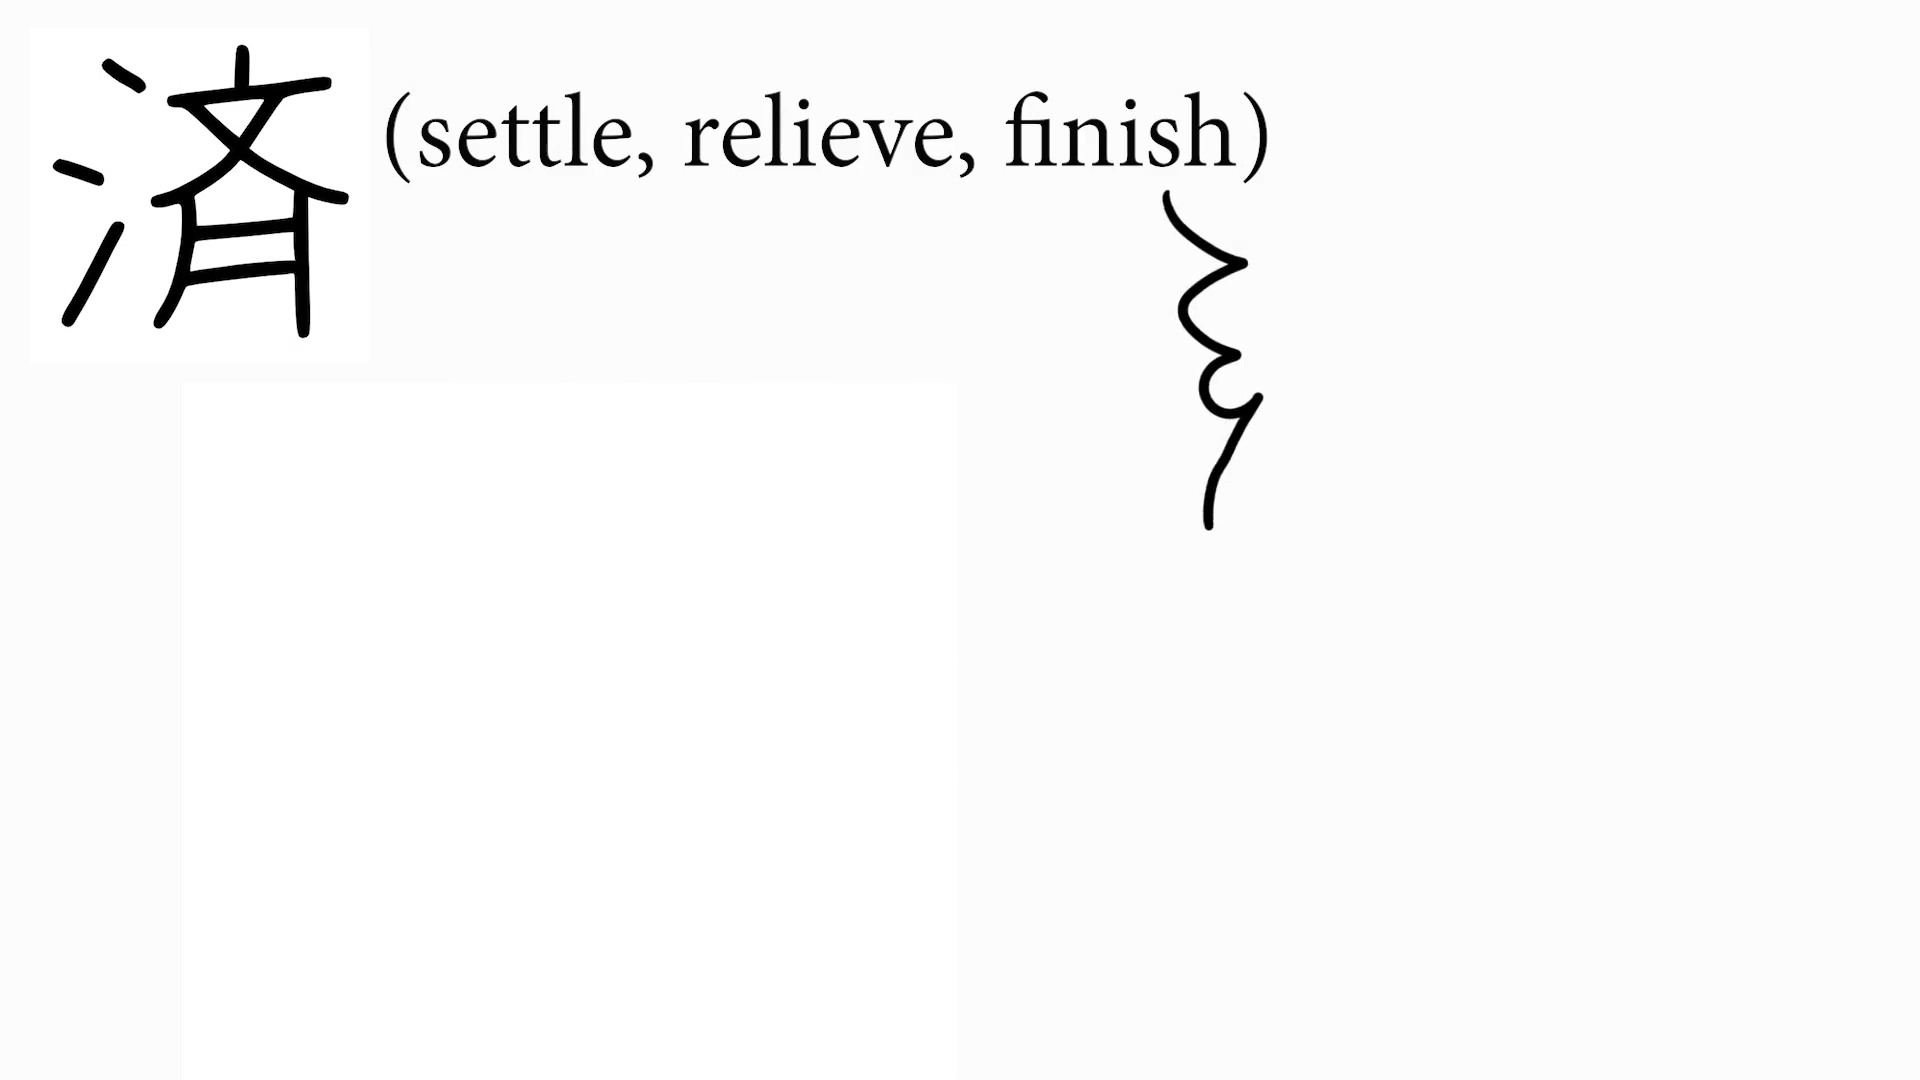 済 (settle, relieve, finish)